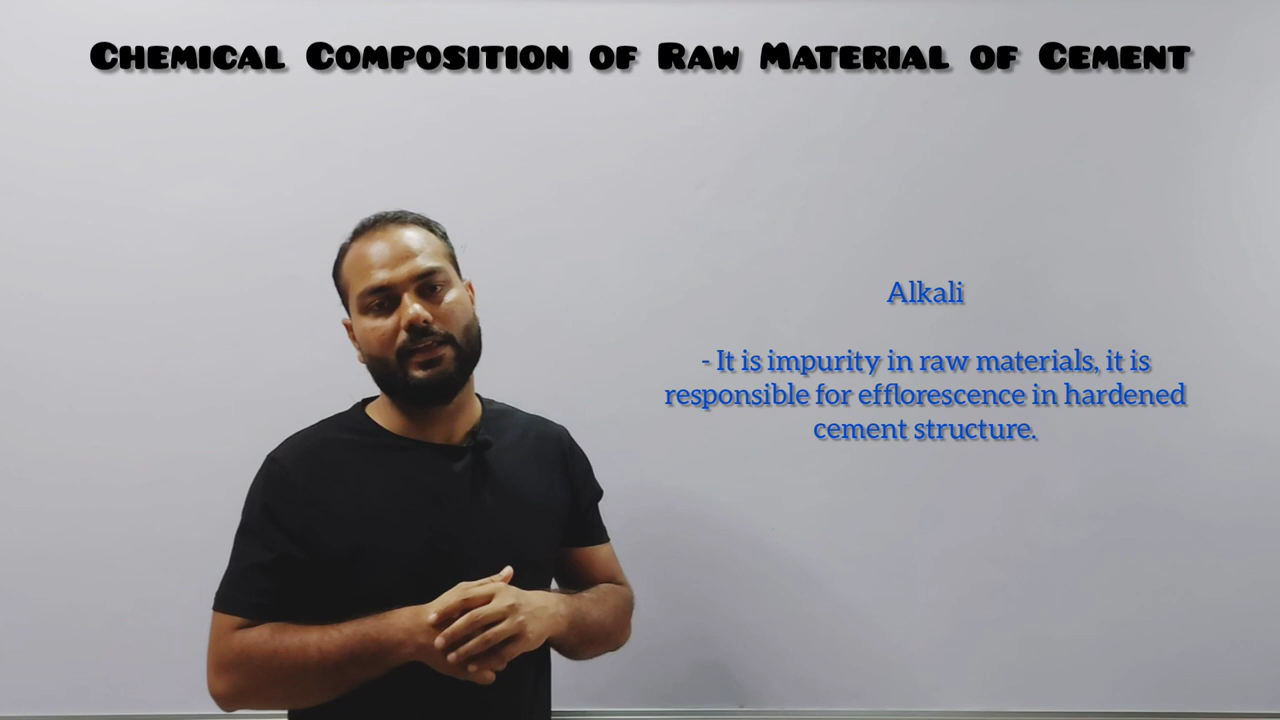 Chemical Composition of Raw Material of Cement
Alkali
- It is impurity in raw materials, it is
responsible for efflorescence in hardened
cement structure.